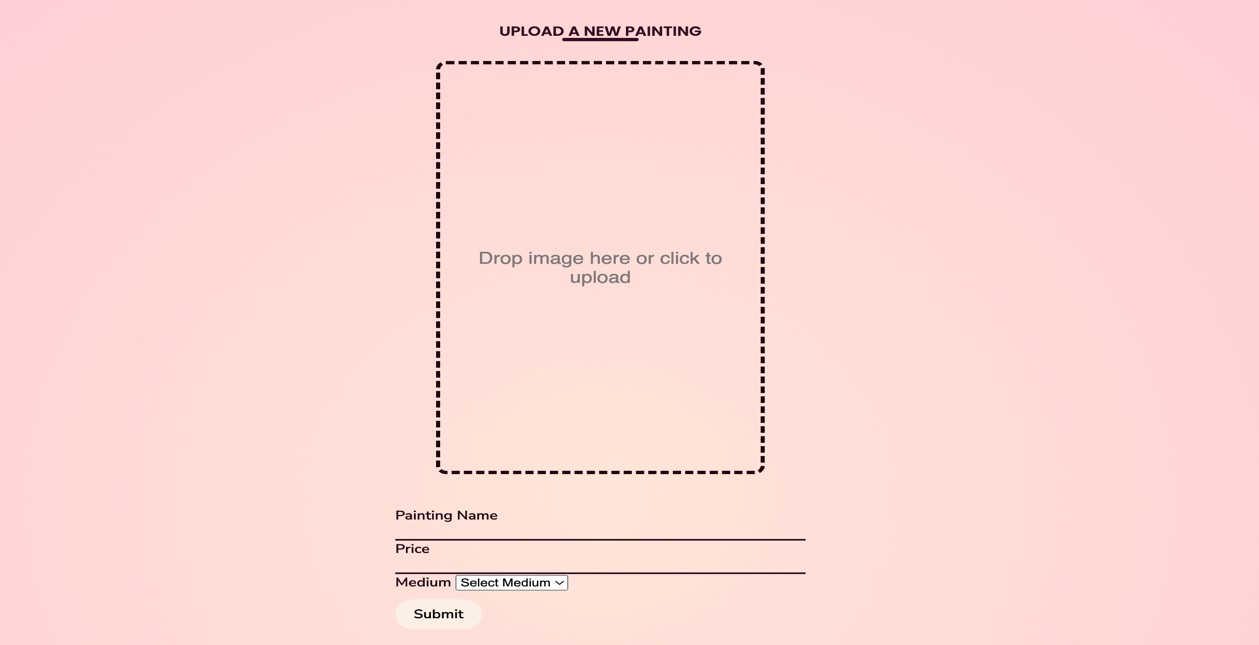 UPLOAD A NEW PAINTING
Drop image here or click to
upload
Painting Name
Price
Medium Select Medium
Submit